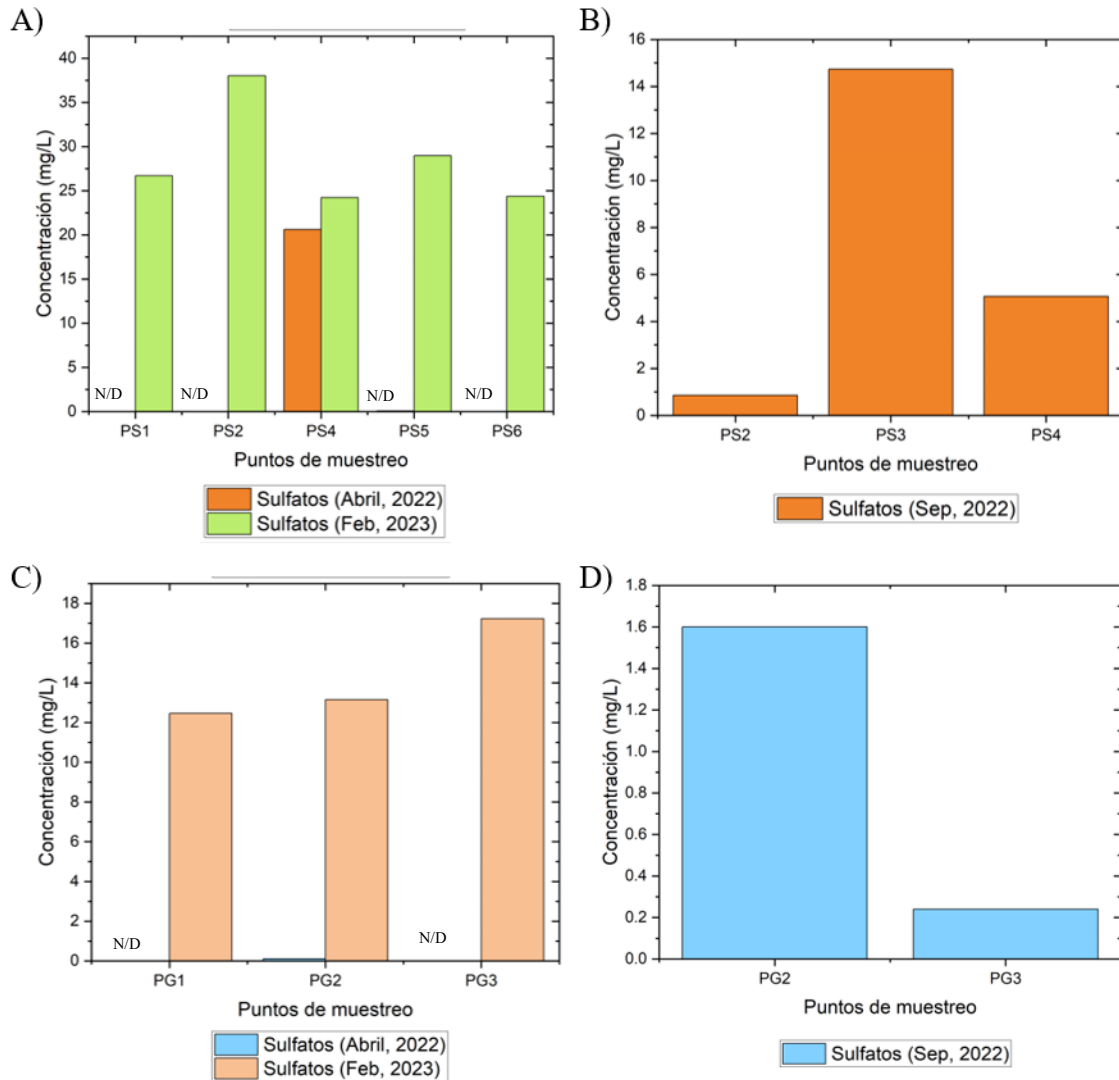 A)
Concentración (mg/L)
40
35
30
25
20
15
10
5
0
N/D
N/D
N/D
N/D
PS1 PS2 PS4 PS5 PS6
Puntos de muestreo
Sulfatos (Abril, 2022)
Sulfatos (Feb, 2023)
B)
Concentración (mg/L)
16
14
12
10
8
6
4
2
0
PS2 PS3 PS4
Puntos de muestreo
Sulfatos (Sep, 2022)
C)
Concentración (mg/L)
18
16
14
12
10
8
6
4
2
0
N/D
N/D
PG1 PG2 PG3
Puntos de muestreo
Sulfatos (Abril, 2022)
Sulfatos (Feb, 2023)
D)
Concentración (mg/L)
1.8
1.6
1.4
1.2
1.0
0.8
0.6
0.4
0.2
0.0
PG2 PG3
Puntos de muestreo
Sulfatos (Sep, 2022)